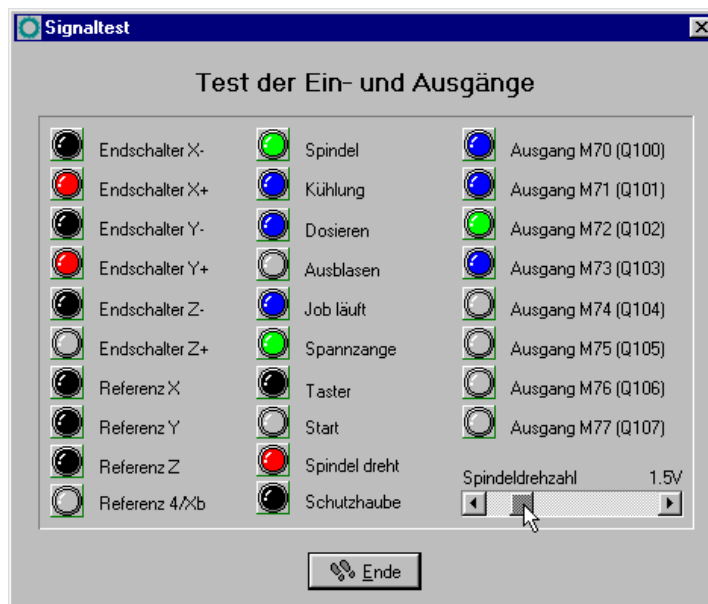 Signaltest
Test der Ein- und Ausgänge
Endschalter X-
Endschalter X+
Endschalter Y-
Endschalter Y+
Endschalter Z-
Endschalter Z+
Referenz X
Referenz Y
Referenz Z
Referenz 4/Xb
Spindel
Kühlung
Dosieren
Ausblasen
Job läuft
Spannzange
Taster
Start
Spindel dreht
Schutzhaube
Ausgang M70 (Q100)
Ausgang M71 (Q101)
Ausgang M72 (Q102)
Ausgang M73 (Q103)
Ausgang M74 (Q104)
Ausgang M75 (Q105)
Ausgang M76 (Q106)
Ausgang M77 (Q107)
Spindeldrehzahl 1.5V
Ende